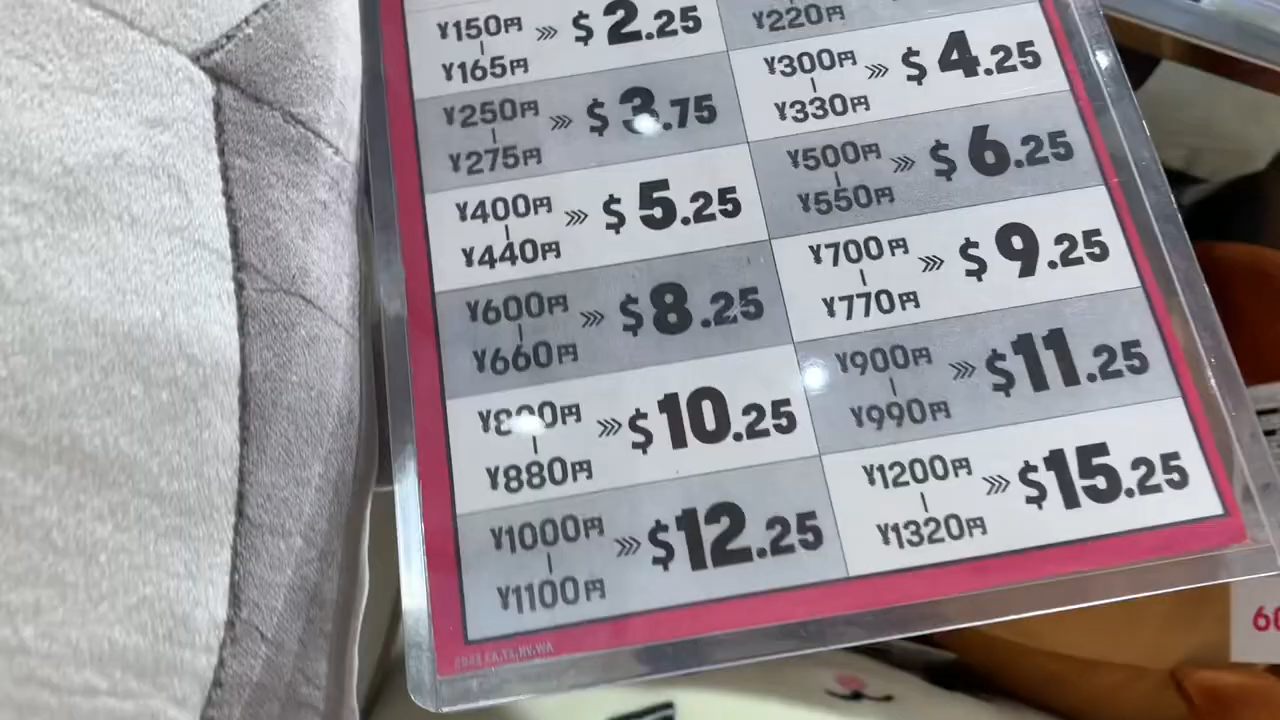 ¥150円 >>> $2.25
¥165円
¥220円
¥250円 >>> $3.75
¥275円
¥300円 >>> $4.25
¥330円
¥400円 >>> $5.25
¥440円
¥500円 >>> $6.25
¥550円
¥600円 >>> $8.25
¥660円
¥700円 >>> $9.25
¥770円
¥800円 >>> $10.25
¥880円
¥900円 >>> $11.25
¥990円
¥1000円 >>> $12.25
¥1100円
¥1200円 >>> $15.25
¥1320円